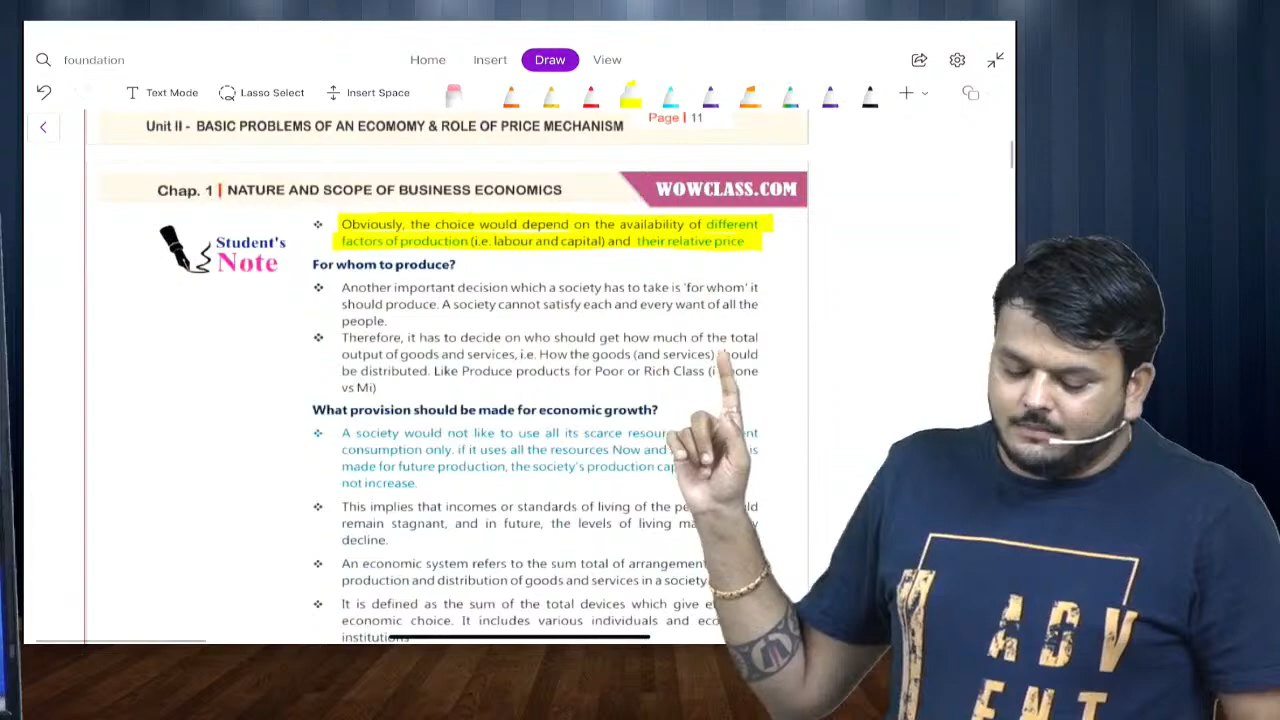 foundation
Home Insert Draw View
Text Mode Lasso Select Insert Space
Unit II - BASIC PROBLEMS OF AN ECOMOMY & ROLE OF PRICE MECHANISM
Page | 11
Chap. 1 | NATURE AND SCOPE OF BUSINESS ECONOMICS
WOWCLASS.COM
Student's
Note
❖ Obviously, the choice would depend on the availability of different
factors of production (i.e. labour and capital) and their relative price
For whom to produce?
❖ Another important decision which a society has to take is 'for whom' it
should produce. A society cannot satisfy each and every want of all the
people.
❖ Therefore, it has to decide on who should get how much of the total
output of goods and services, i.e. How the goods (and services) should
be distributed. Like Produce products for Poor or Rich Class
vs Mi)
What provision should be made for economic growth?
❖ A society would not like to use all its scarce
consumption only. if it uses all the resources Now and is
made for future production, the society's production
not increase.
❖ This implies that incomes or standards of living of the
remain stagnant, and in future, the levels of living
decline.
❖ An economic system refers to the sum total of
production and distribution of goods and services in a society
❖ It is defined as the sum of the total devices which give
economic choice. It includes various individuals and
institutions
ADV
ENT